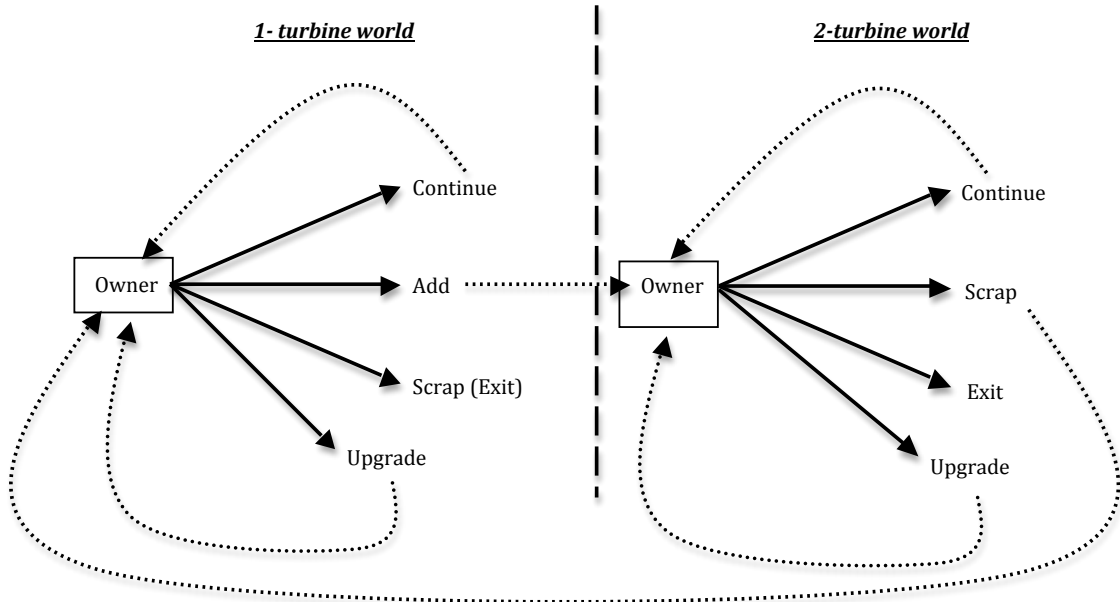 1- turbine world
Continue
Owner
Add
Scrap (Exit)
Upgrade
2-turbine world
Continue
Owner
Scrap
Exit
Upgrade